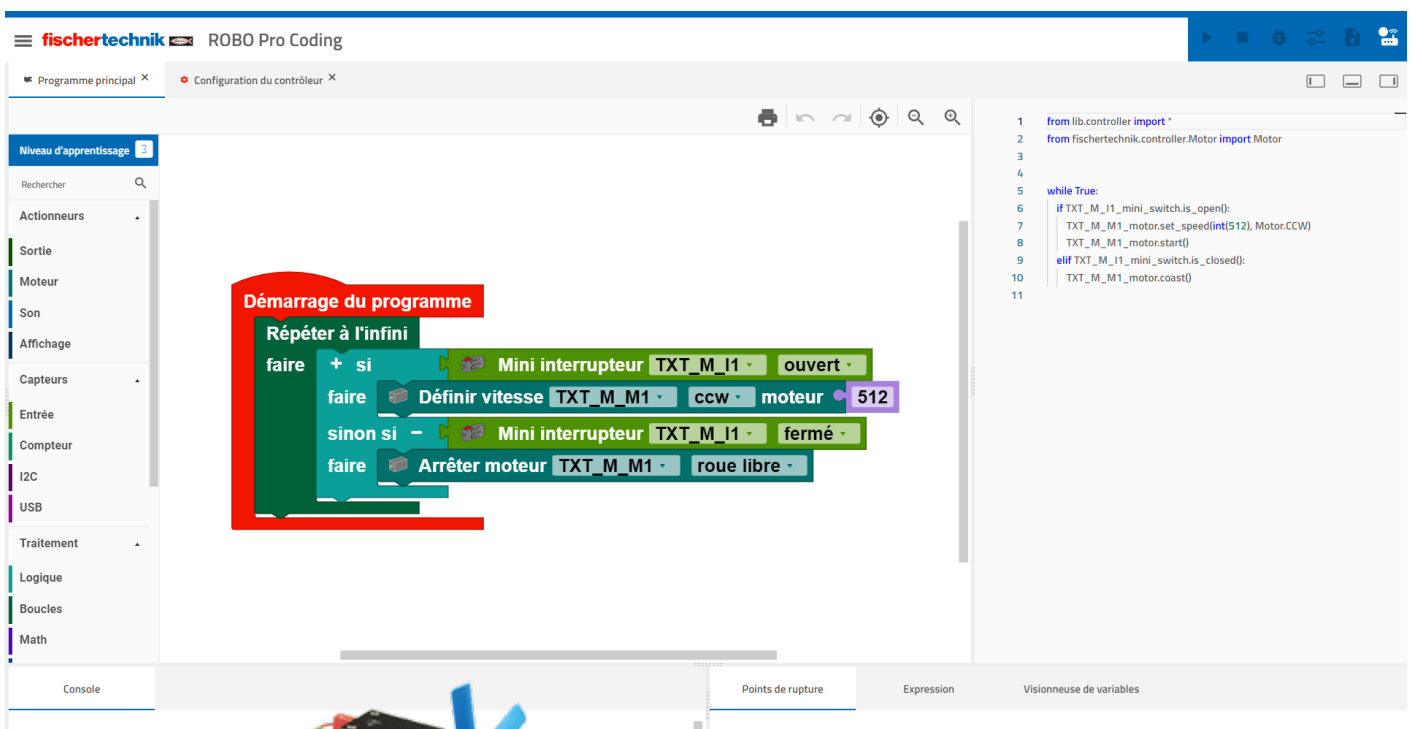 fischertechnik ROBO Pro Coding
Programme principal × Configuration du contrôleur ×
Niveau d'apprentissage 3
Rechercher
Actionneurs
Sortie
Moteur
Son
Affichage
Capteurs
Entrée
Compteur
I2C
USB
Traitement
Logique
Boucles
Math
Démarrage du programme
Répéter à l'infini
faire + si Mini interrupteur TXT_M_I1 ouvert
faire Définir vitesse TXT_M_M1 ccw moteur 512
sinon si − Mini interrupteur TXT_M_I1 fermé
faire Arrêter moteur TXT_M_M1 roue libre
1 from lib.controller import *
2 from fischertechnik.controller.Motor import Motor
3
4
5 while True:
6 if TXT_M_I1_mini_switch.is_open():
7 TXT_M_M1_motor.set_speed(int(512), Motor.CCW)
8 TXT_M_M1_motor.start()
9 elif TXT_M_I1_mini_switch.is_closed():
10 TXT_M_M1_motor.coast()
11
Console
Points de rupture Expression Visionneuse de variables